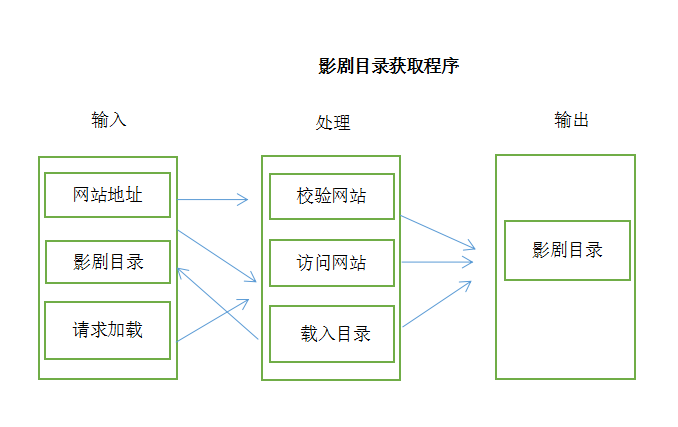 影剧目录获取程序
输入
处理
输出
网站地址
校验网站
影剧目录
影剧目录
访问网站
请求加载
载入目录